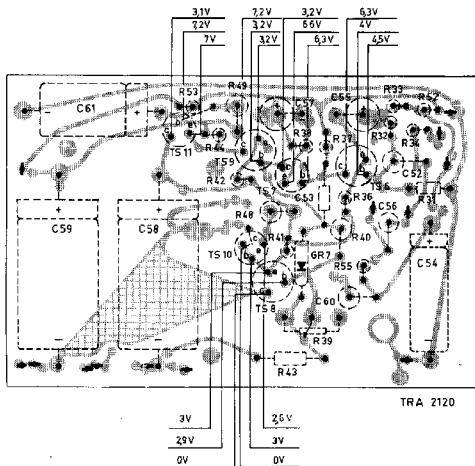 3,1V 7,2V 3,2V 6,3V
7,2V 3,2V 6,6V 4V
7V 3,2V 6,3V 4,5V
C61
R53
R49
C57
C55
R33
R44
R38
R37
R32
R34
TS11
TS9
R42
TS7
C53
TS6
C52
R31
C59
C58
R48
R36
C56
R41
R40
TS10
GR7
R55
C54
TS8
C60
R39
R43
TRA 2120
3V 2,6V
2,9V 3V
0V 0V